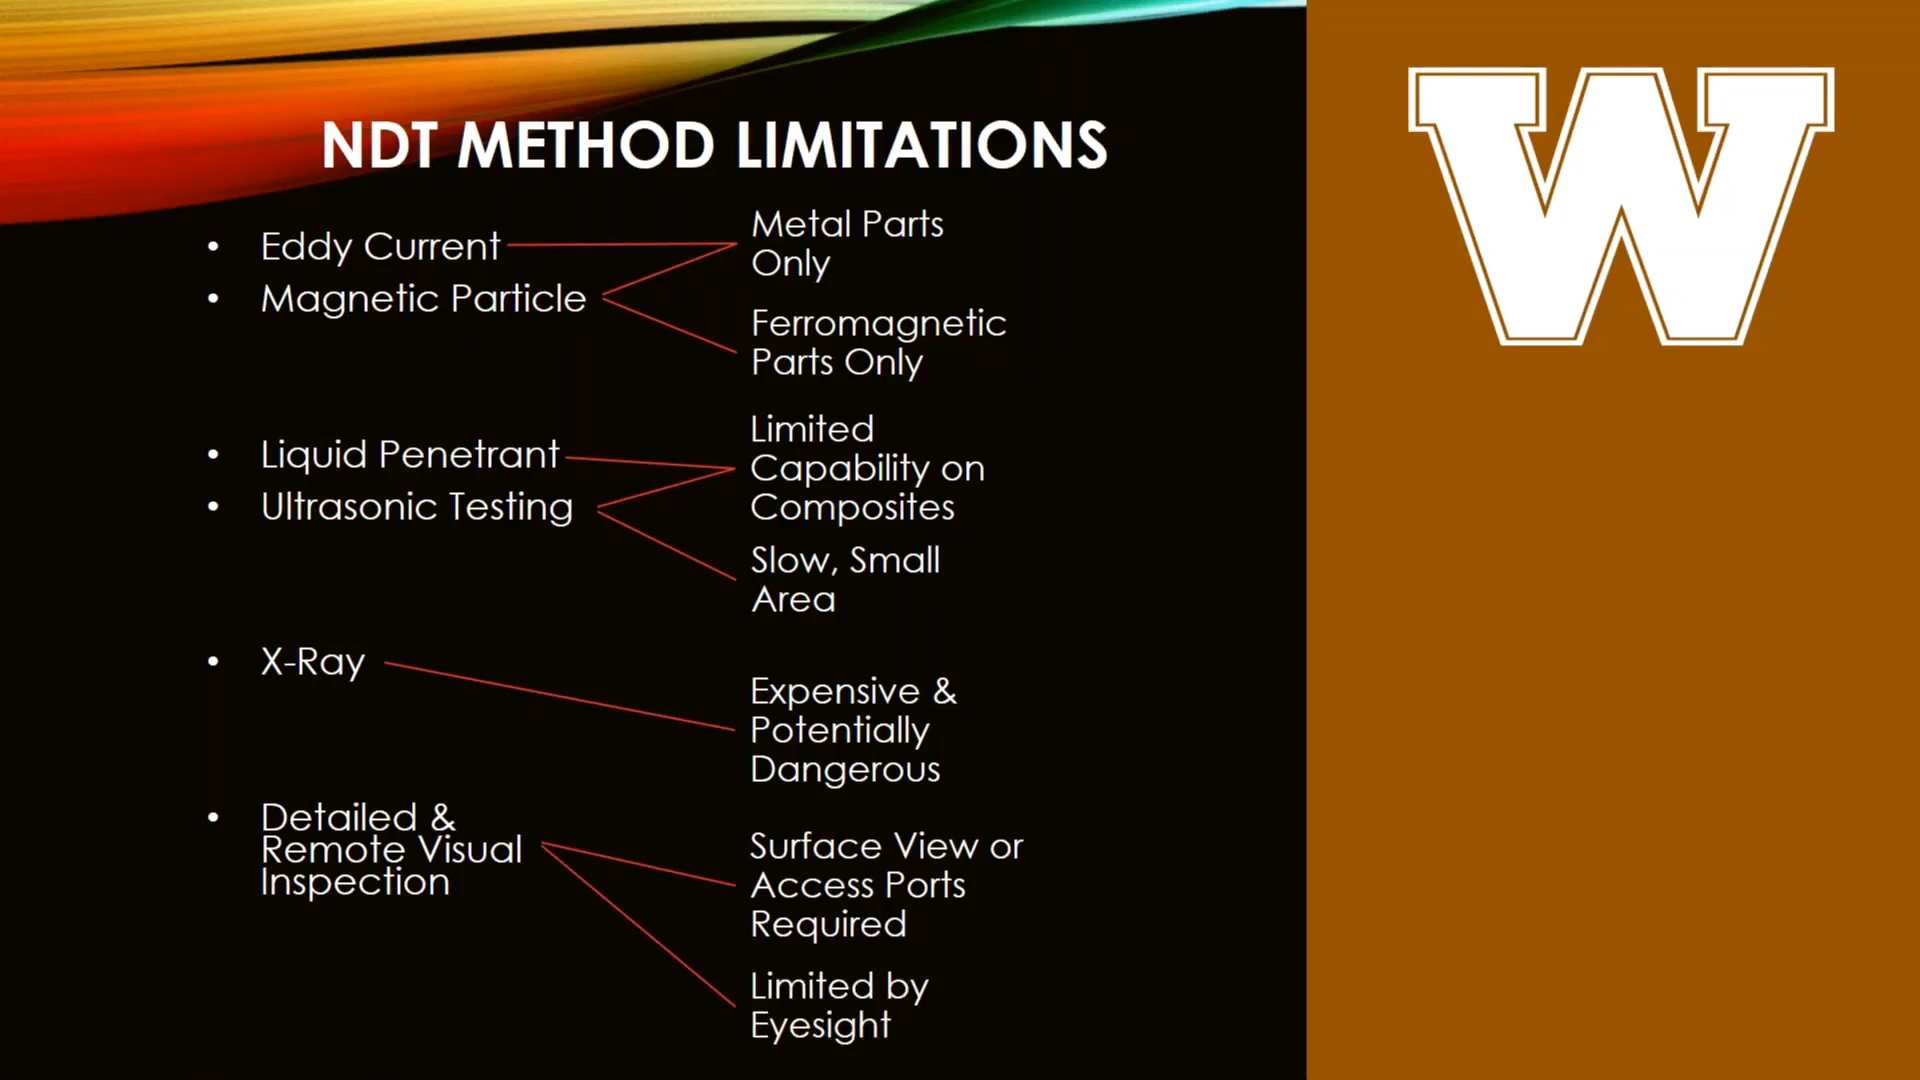 NDT METHOD LIMITATIONS
• Eddy Current
• Magnetic Particle
Metal Parts
Only
Ferromagnetic
Parts Only
• Liquid Penetrant
• Ultrasonic Testing
Limited
Capability on
Composites
Slow, Small
Area
• X-Ray
Expensive &
Potentially
Dangerous
• Detailed &
Remote Visual
Inspection
Surface View or
Access Ports
Required
Limited by
Eyesight
W